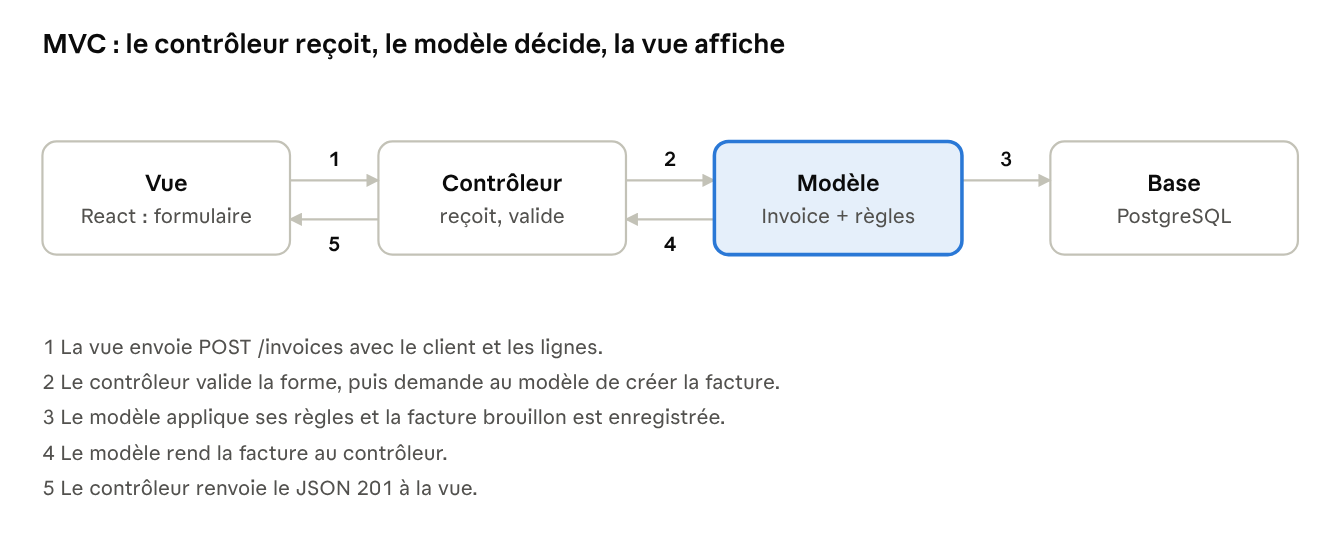 MVC : le contrôleur reçoit, le modèle décide, la vue affiche
1
2
3
Vue
Contrôleur
Modèle
Base
React : formulaire
reçoit, valide
Invoice + règles
PostgreSQL
5
4
1 La vue envoie POST /invoices avec le client et les lignes.
2 Le contrôleur valide la forme, puis demande au modèle de créer la facture.
3 Le modèle applique ses règles et la facture brouillon est enregistrée.
4 Le modèle rend la facture au contrôleur.
5 Le contrôleur renvoie le JSON 201 à la vue.